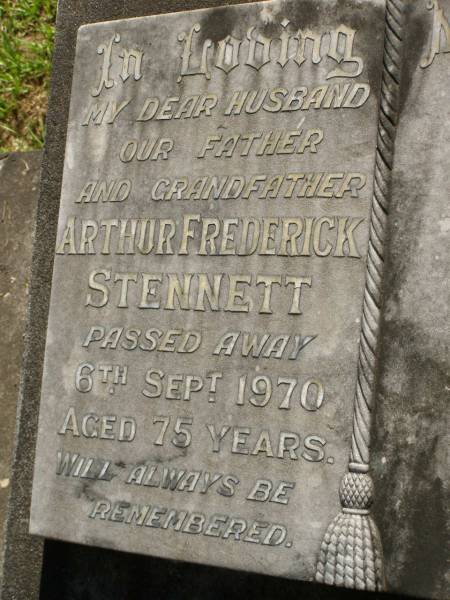 In Loving
MY DEAR HUSBAND
OUR FATHER
AND GRANDFATHER
ARTHUR FREDERICK
STENNETT
PASSED AWAY
6TH SEPT. 1970
AGED 75 YEARS.
WILL ALWAYS BE
REMEMBERED.